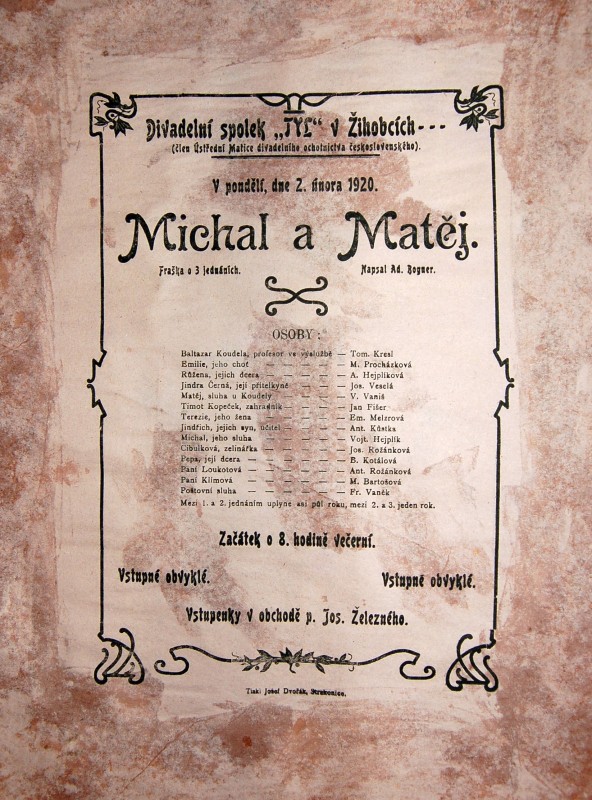 Divadelní spolek „TYL“ v Žihobcích---
(člen Ústřední Matice divadelního ochotnictva československého).
V pondělí, dne 2. února 1920.
Michal a Matěj.
Fraška o 3 jednáních. Napsal Ad. Bogner.
OSOBY:
Baltazar Koudela, profesor ve výslužbě — Tom. Kresl
Emilie, jeho choť — — — — — M. Procházková
Růžena, jejich dcera — — — — — A. Hejplíková
Jindra Černá, její přítelkyně — — — Jos. Veselá
Matěj, sluha u Koudely — — — — V. Vaniš
Timot Kopeček, zahradník — — — — Jan Fišer
Terezie, jeho žena — — — — — Em. Melzrová
Jindřich, jejich syn, učitel — — — — Ant. Kůstka
Michal, jeho sluha — — — — — Vojt. Hejplík
Cibulková, zelinářka — — — — — Jos. Rožánková
Pepa, její dcera — — — — — — B. Kotálová
Paní Loukotová — — — — — — Ant. Rožánková
Paní Klímová — — — — — — M. Bartošová
Poštovní sluha — — — — — — Fr. Vaněk
Mezi 1. a 2. jednáním uplyne asi půl roku, mezi 2. a 3. jeden rok.
Začátek o 8. hodině večerní.
Vstupné obvyklé. Vstupné obvyklé.
Vstupenky v obchodě p. Jos. Železného.
Tiskl Josef Dvořák, Strakonice.